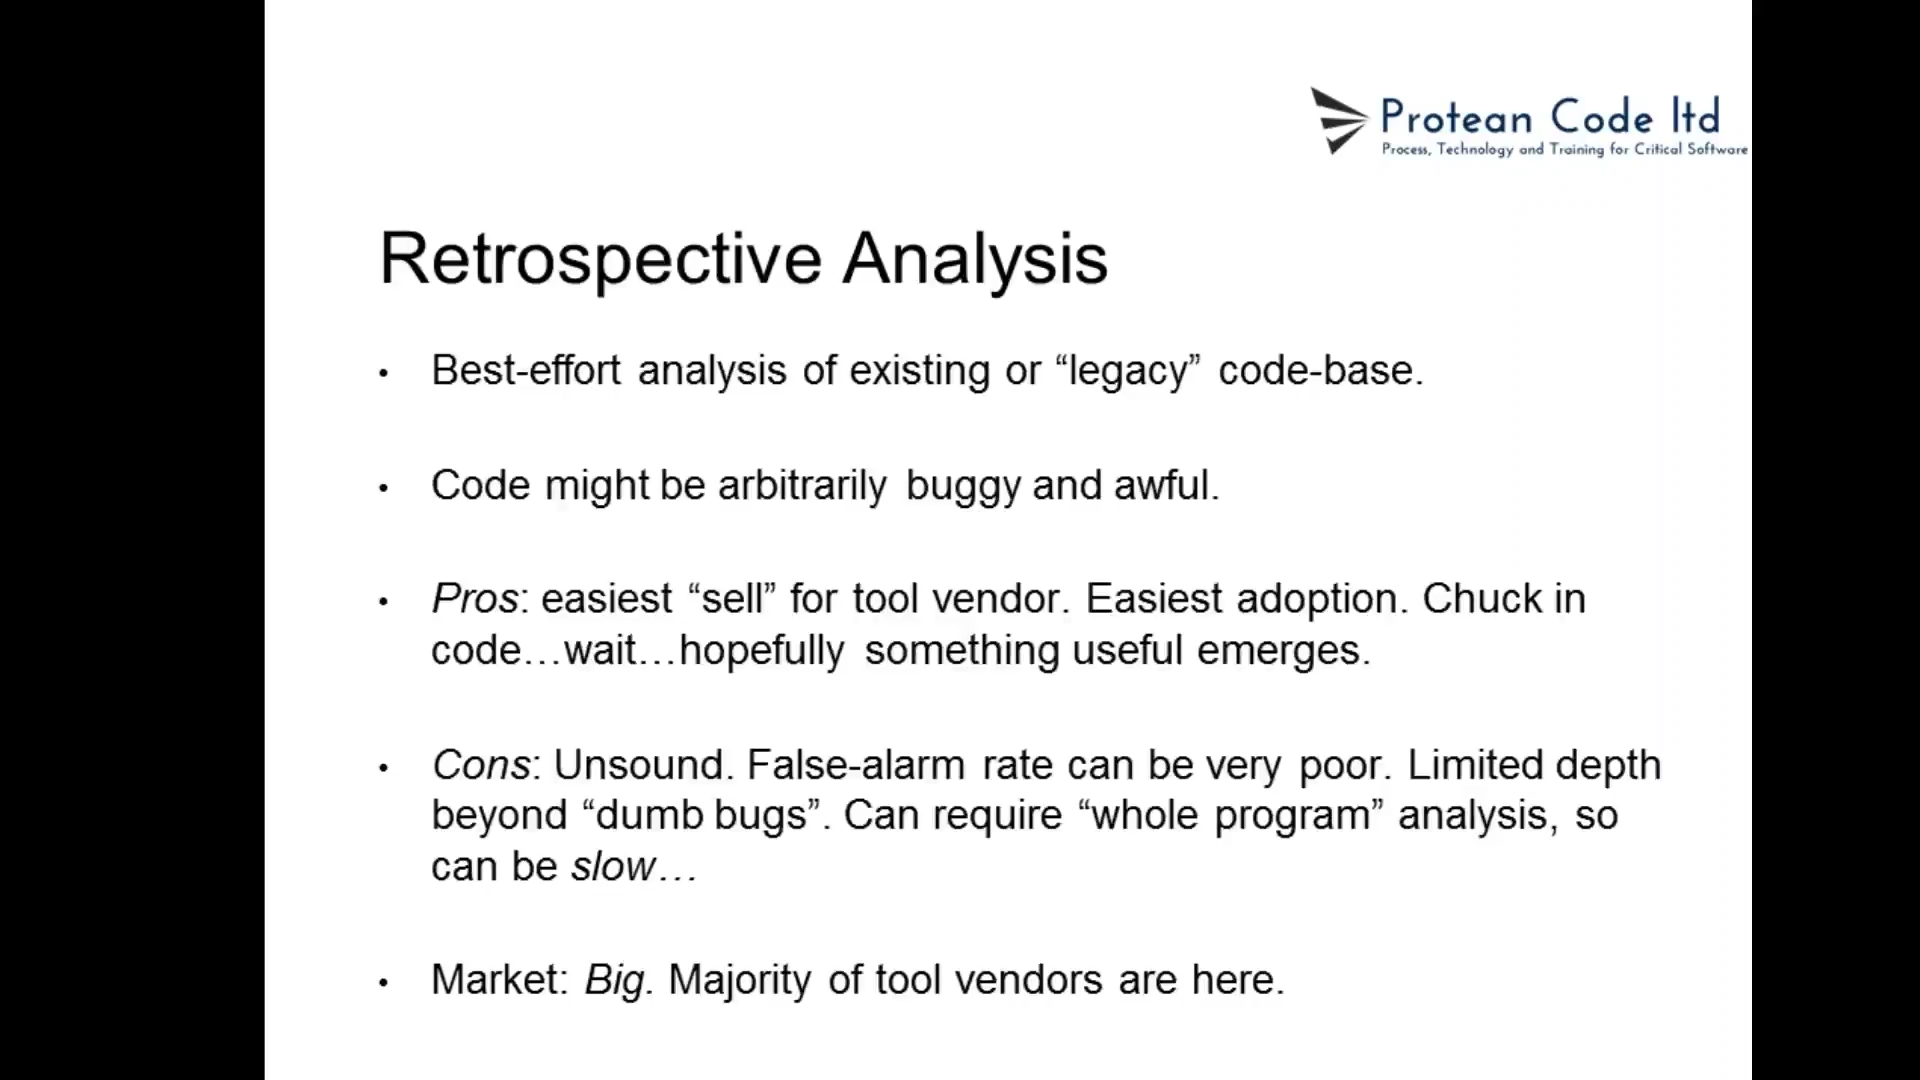 Protean Code ltd
Process, Technology and Training for Critical Software
Retrospective Analysis
• Best-effort analysis of existing or “legacy” code-base.
• Code might be arbitrarily buggy and awful.
• Pros: easiest “sell” for tool vendor. Easiest adoption. Chuck in
code…wait…hopefully something useful emerges.
• Cons: Unsound. False-alarm rate can be very poor. Limited depth
beyond “dumb bugs”. Can require “whole program” analysis, so
can be slow…
• Market: Big. Majority of tool vendors are here.